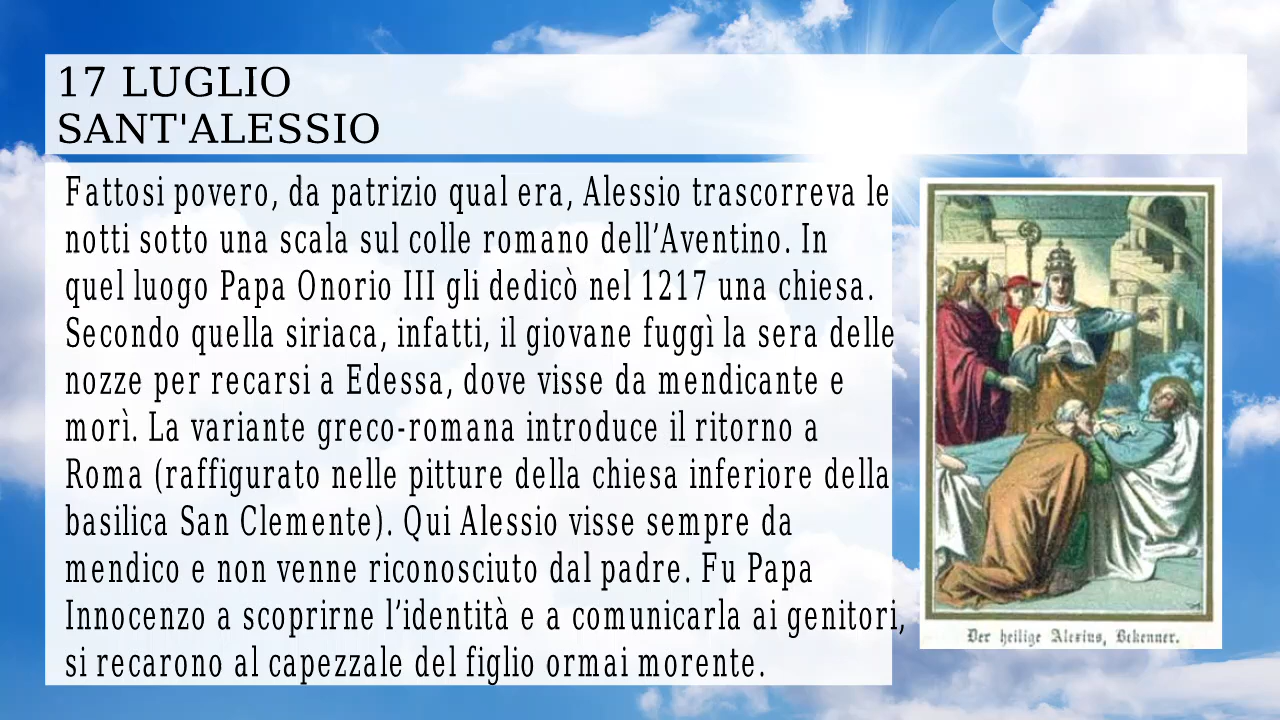 17 LUGLIO
SANT'ALESSIO
Fattosi povero, da patrizio qual era, Alessio trascorreva le
notti sotto una scala sul colle romano dell’Aventino. In
quel luogo Papa Onorio III gli dedicò nel 1217 una chiesa.
Secondo quella siriaca, infatti, il giovane fuggì la sera delle
nozze per recarsi a Edessa, dove visse da mendicante e
morì. La variante greco-romana introduce il ritorno a
Roma (raffigurato nelle pitture della chiesa inferiore della
basilica San Clemente). Qui Alessio visse sempre da
mendico e non venne riconosciuto dal padre. Fu Papa
Innocenzo a scoprirne l’identità e a comunicarla ai genitori,
si recarono al capezzale del figlio ormai morente.
Der heilige Alexius, Bekenner.